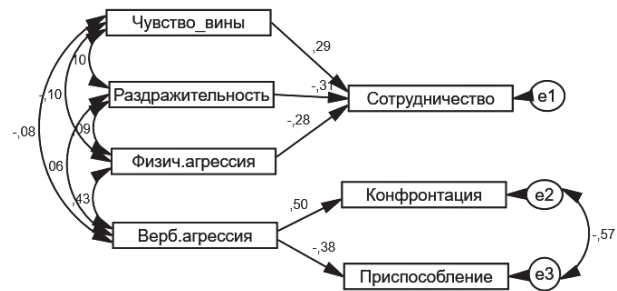 Чувство_вины
,29
,10
Раздражительность
-,31
Сотрудничество
e1
-,10
-,08
,09
-,28
Физич.агрессия
,06
,43
Конфронтация
e2
,50
Верб.агрессия
-,57
-,38
Приспособление
e3